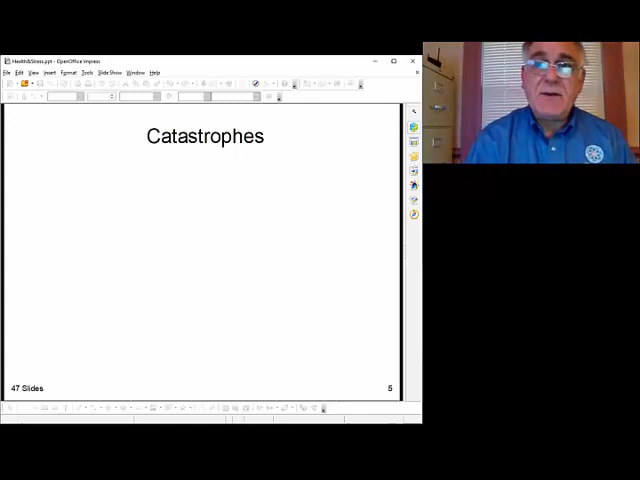 Health&Stress.ppt - OpenOffice Impress
File Edit View Insert Format Tools Slide Show Window Help
Catastrophes
47 Slides 5